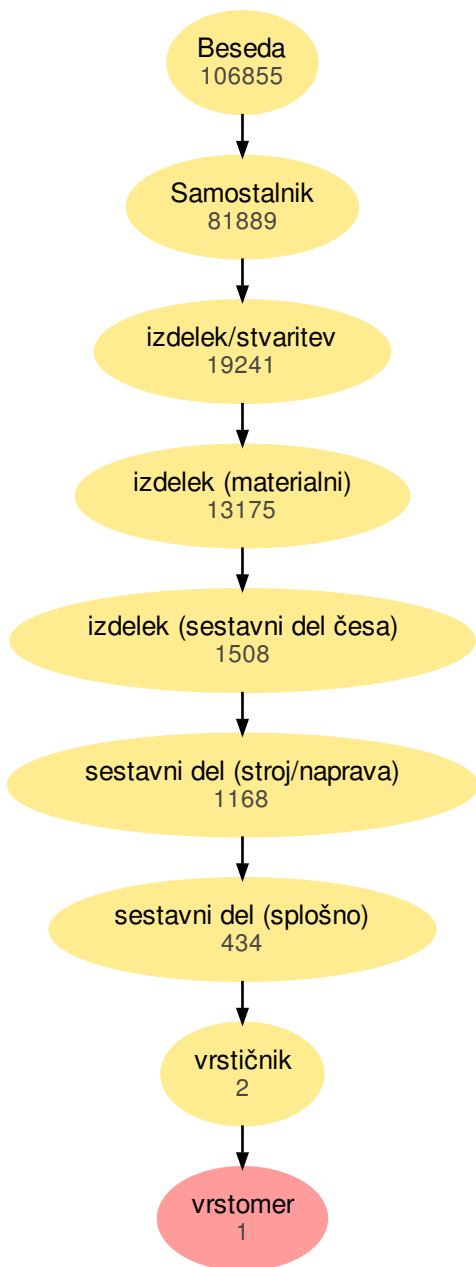 Beseda
106855
Samostalnik
81889
izdelek/stvaritev
19241
izdelek (materialni)
13175
izdelek (sestavni del česa)
1508
sestavni del (stroj/naprava)
1168
sestavni del (splošno)
434
vrstičnik
2
vrstomer
1